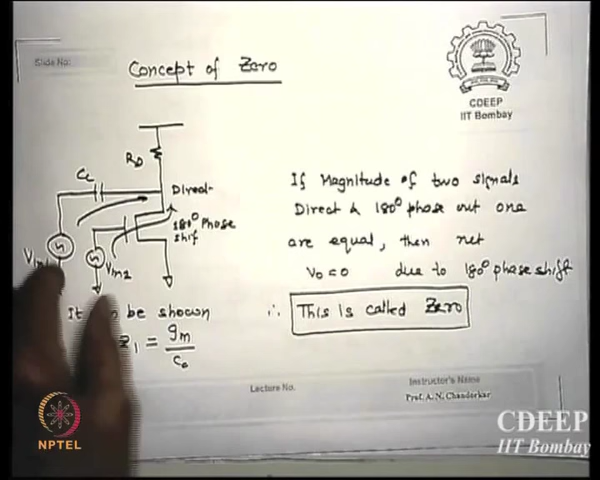 Slide No:
Concept of Zero
CDEEP
IIT Bombay
RD
Cc
Direct
180° Phase
shif
Vin2
If Magnitude of two signals
Direct & 180° phase out one
are equal, then net
Vo = 0 due to 180° phase shift
∴ This is called Zero
It be shown
Z1 = gm/Cc
Lecture No.
Instructor's Name
Prof. A. N. Chandorkar
NPTEL
CDEEP
IIT Bombay